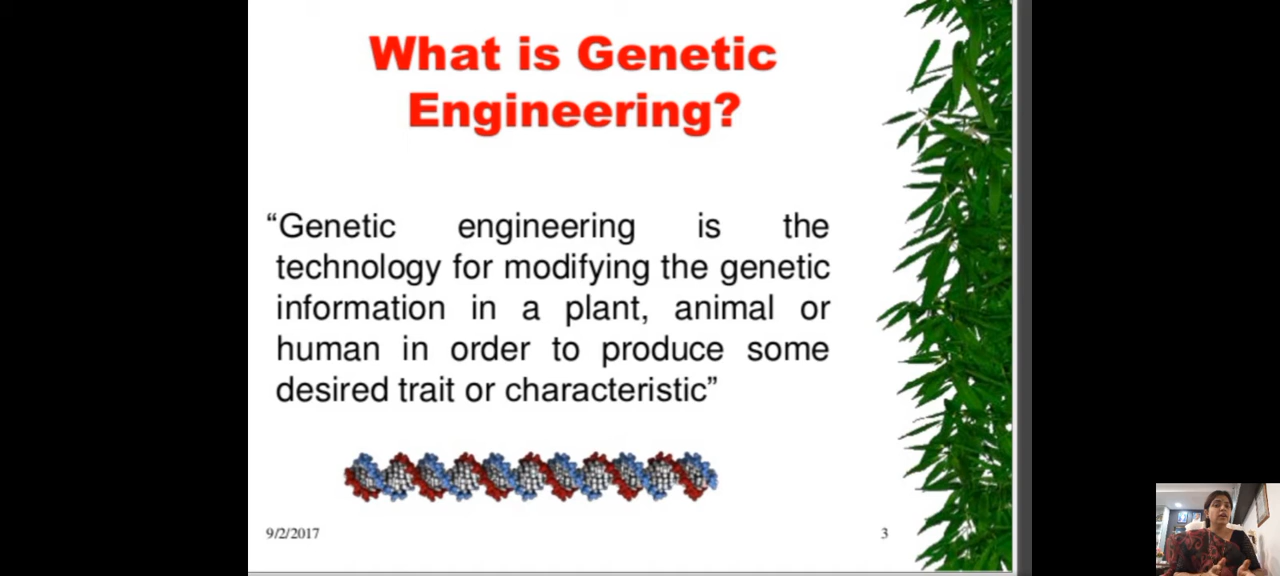 What is Genetic
Engineering?
“Genetic engineering is the
technology for modifying the genetic
information in a plant, animal or
human in order to produce some
desired trait or characteristic”
9/2/2017
3